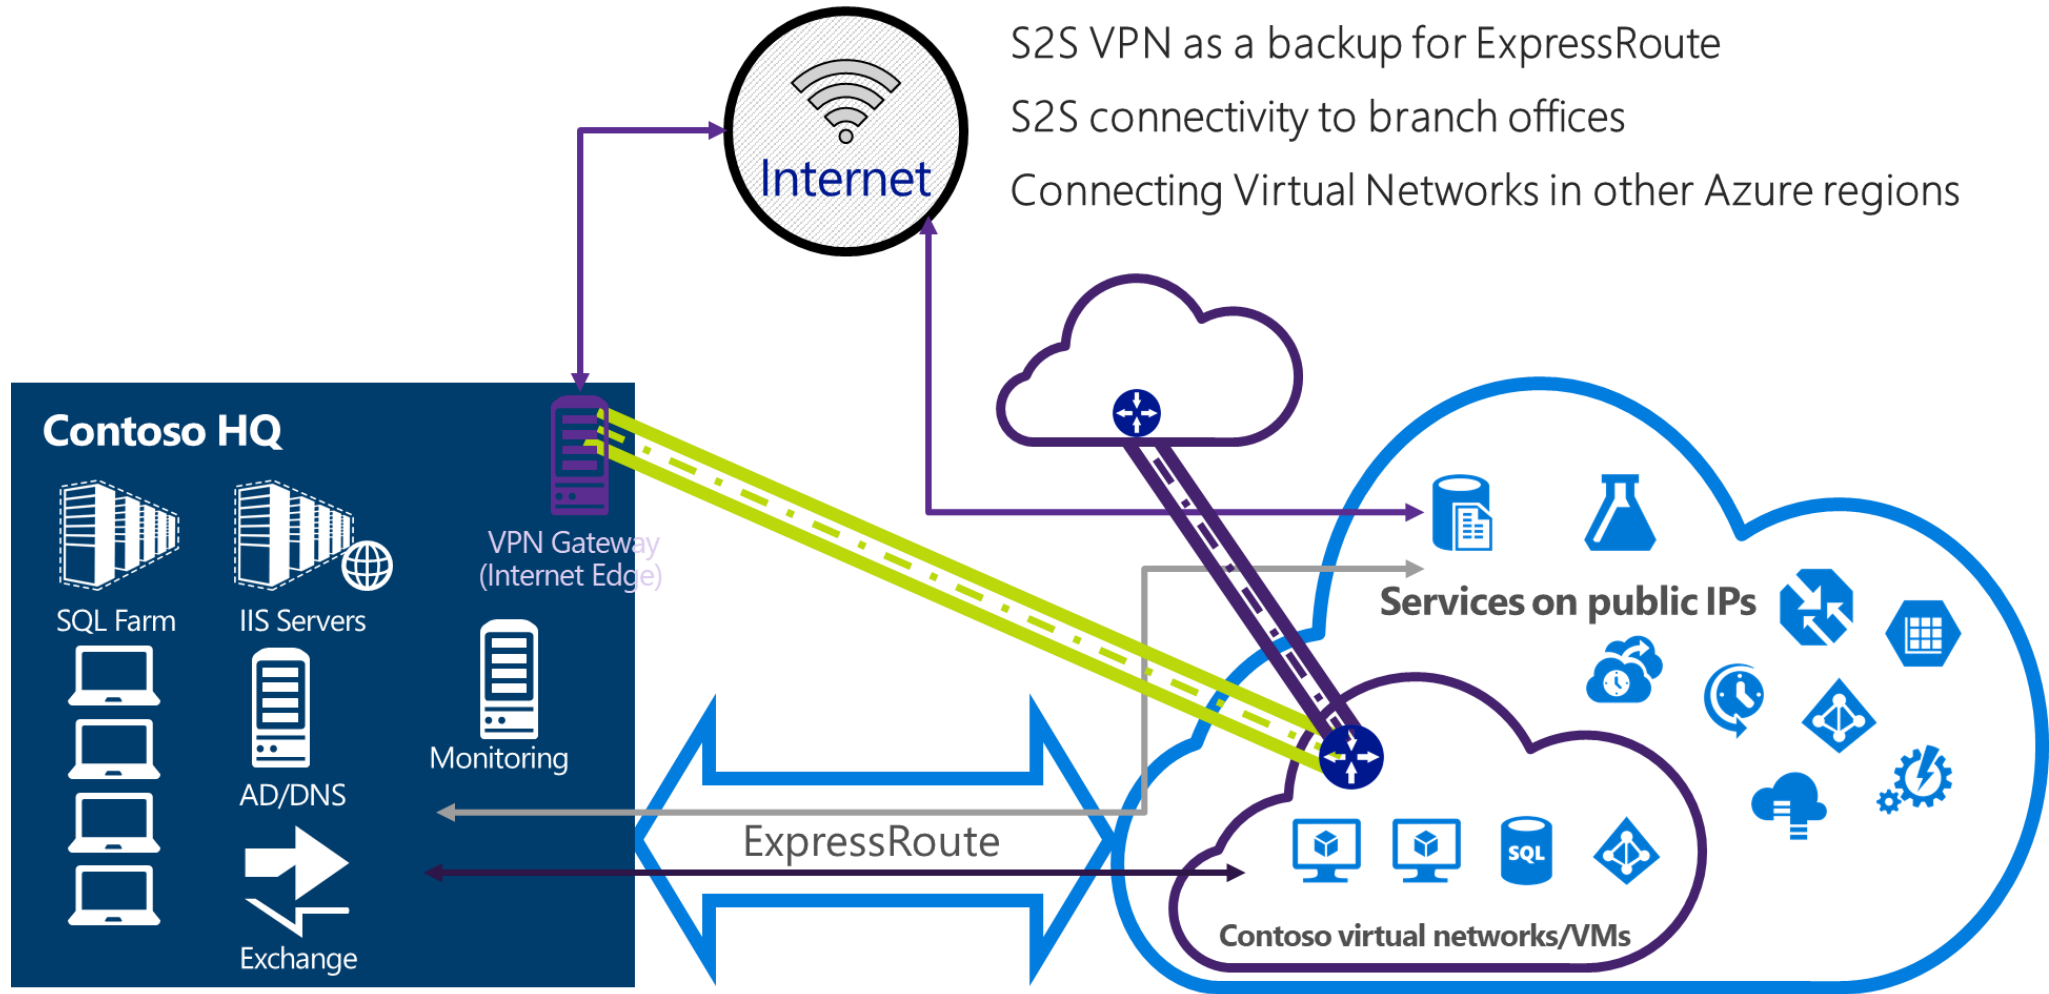 S2S VPN as a backup for ExpressRoute
S2S connectivity to branch offices
Connecting Virtual Networks in other Azure regions
Internet
Contoso HQ
VPN Gateway
(Internet Edge)
SQL Farm
IIS Servers
Monitoring
AD/DNS
Exchange
ExpressRoute
Services on public IPs
SQL
Contoso virtual networks/VMs